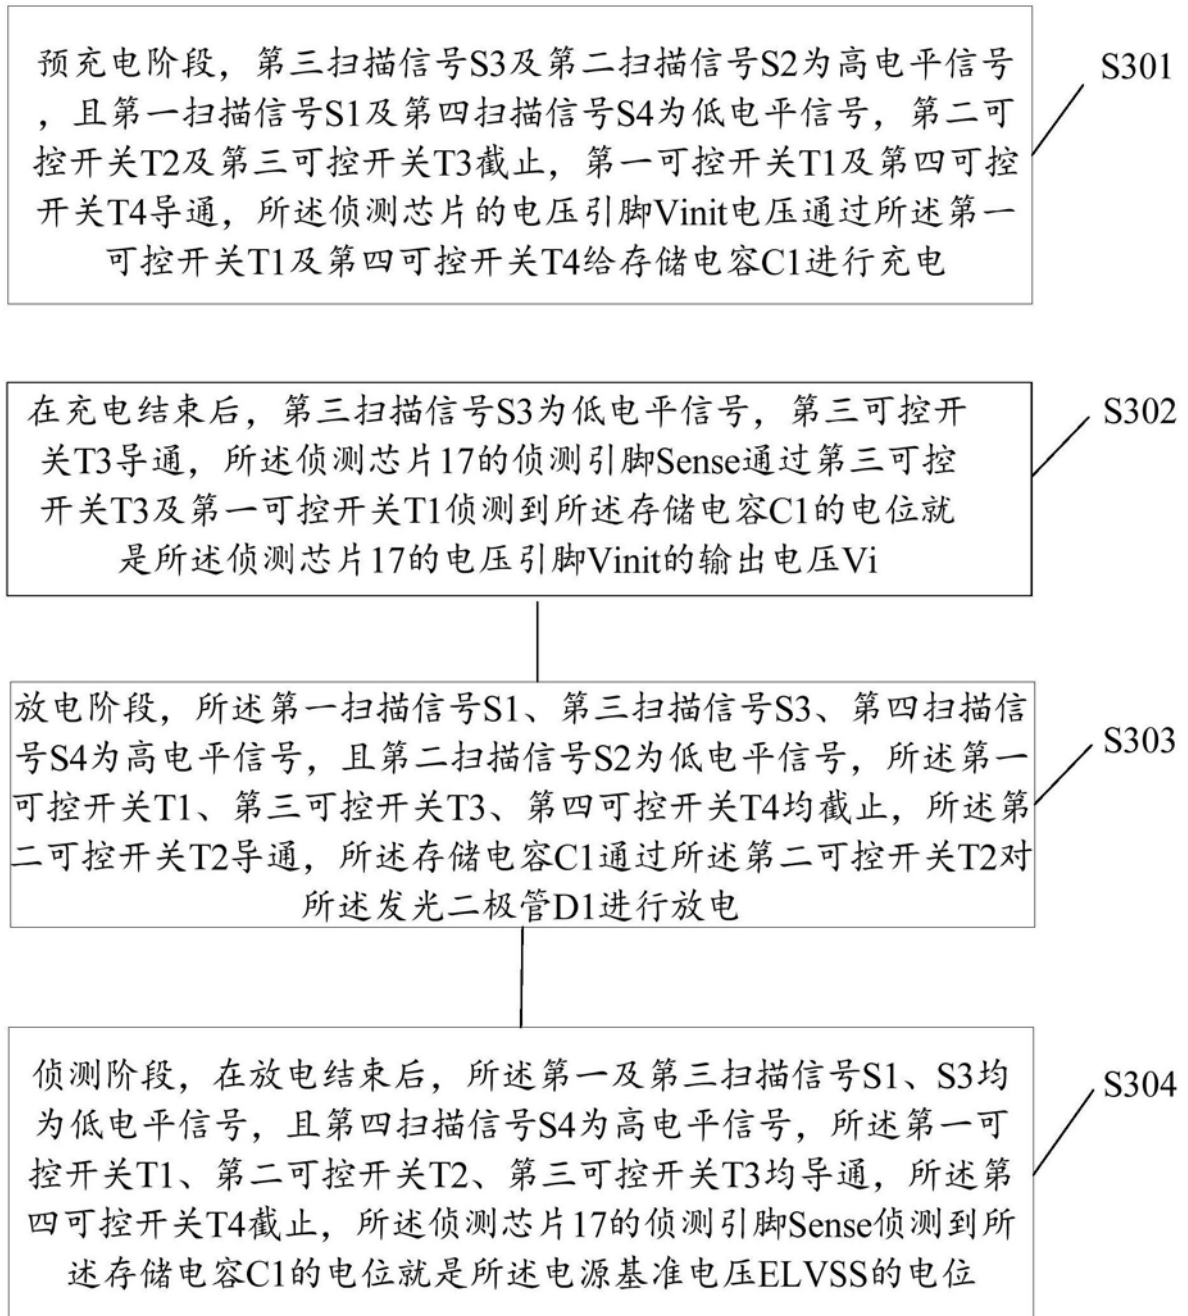 预充电阶段，第三扫描信号S3及第二扫描信号S2为高电平信号
，且第一扫描信号S1及第四扫描信号S4为低电平信号，第二可
控开关T2及第三可控开关T3截止，第一可控开关T1及第四可控
开关T4导通，所述侦测芯片的电压引脚Vinit电压通过所述第一
可控开关T1及第四可控开关T4给存储电容C1进行充电
S301
在充电结束后，第三扫描信号S3为低电平信号，第三可控开
关T3导通，所述侦测芯片17的侦测引脚Sense通过第三可控
开关T3及第一可控开关T1侦测到所述存储电容C1的电位就
是所述侦测芯片17的电压引脚Vinit的输出电压Vi
S302
放电阶段，所述第一扫描信号S1、第三扫描信号S3、第四扫描信
号S4为高电平信号，且第二扫描信号S2为低电平信号，所述第一
可控开关T1、第三可控开关T3、第四可控开关T4均截止，所述第
二可控开关T2导通，所述存储电容C1通过所述第二可控开关T2对
所述发光二极管D1进行放电
S303
侦测阶段，在放电结束后，所述第一及第三扫描信号S1、S3均
为低电平信号，且第四扫描信号S4为高电平信号，所述第一可
控开关T1、第二可控开关T2、第三可控开关T3均导通，所述第
四可控开关T4截止，所述侦测芯片17的侦测引脚Sense侦测到所
述存储电容C1的电位就是所述电源基准电压ELVSS的电位
S304